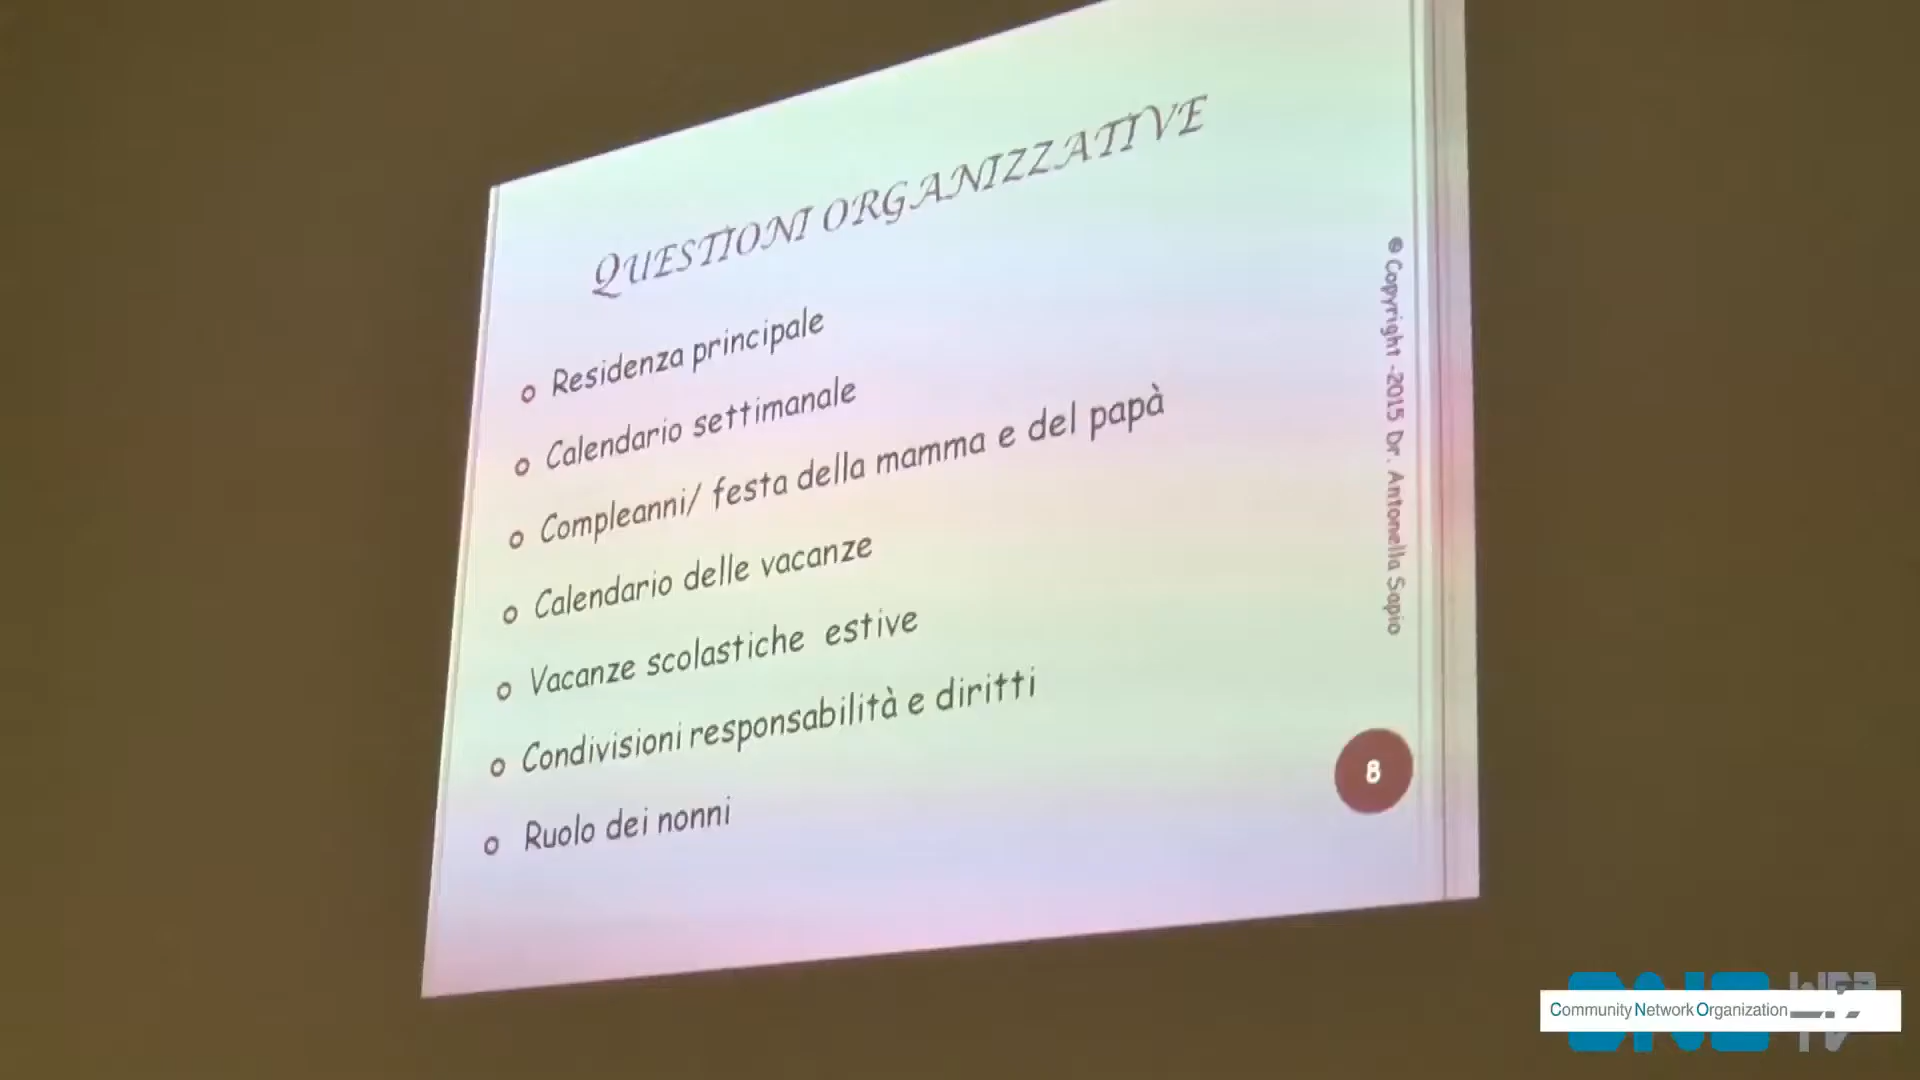 QUESTIONI ORGANIZZATIVE
Residenza principale
Calendario settimanale
Compleanni/ festa della mamma e del papà
Calendario delle vacanze
Vacanze scolastiche estive
Condivisioni responsabilità e diritti
Ruolo dei nonni
© Copyright -2015 Dr. Antonella Sapio
8
Community Network Organization